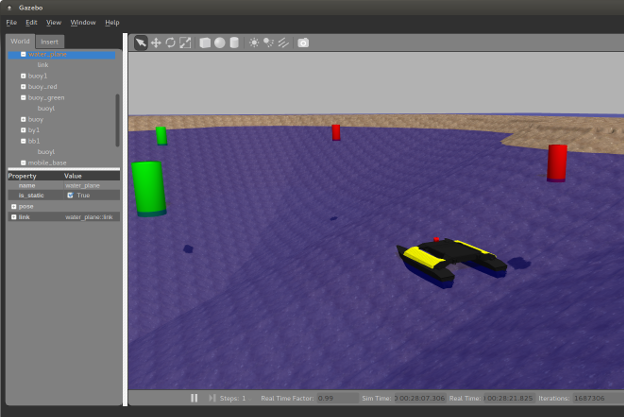 Gazebo
File Edit View Window Help
World Insert
water_plane
link
buoy1
buoy_red
buoy_green
buoyl
buoy
by1
bb1
buoyl
mobile_base
Property Value
name water_plane
is_static True
pose
link water_plane::link
Steps: 1 Real Time Factor: 0.99 Sim Time: 00:28:07.306 Real Time: 00:28:21.825 Iterations: 1687306